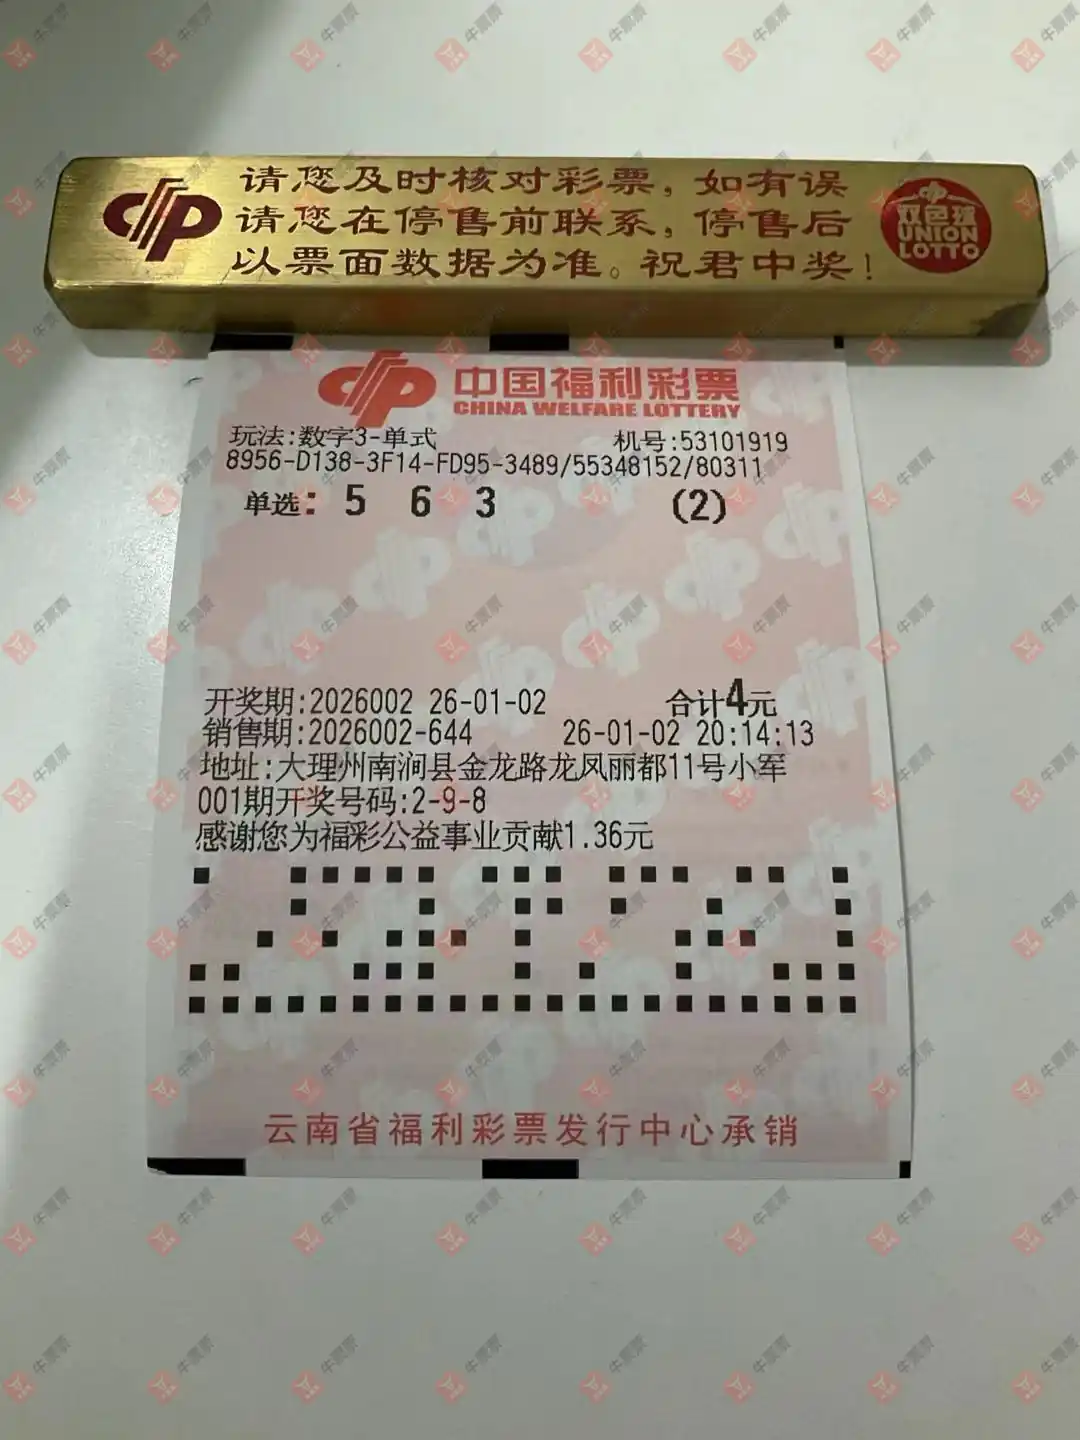 请您及时核对彩票，如有误
请您在停售前联系，停售后
以票面数据为准。祝君中奖！
双色球
UNION
LOTTO
中国福利彩票
CHINA WELFARE LOTTERY
玩法:数字3-单式 机号:53101919
8956-D138-3F14-FD95-3489/55348152/80311
单选: 5 6 3 (2)
开奖期:2026002 26-01-02 合计4元
销售期:2026002-644 26-01-02 20:14:13
地址:大理州南涧县金龙路龙凤丽都11号小军
001期开奖号码:2-9-8
感谢您为福彩公益事业贡献1.36元
云南省福利彩票发行中心承销
牛票票